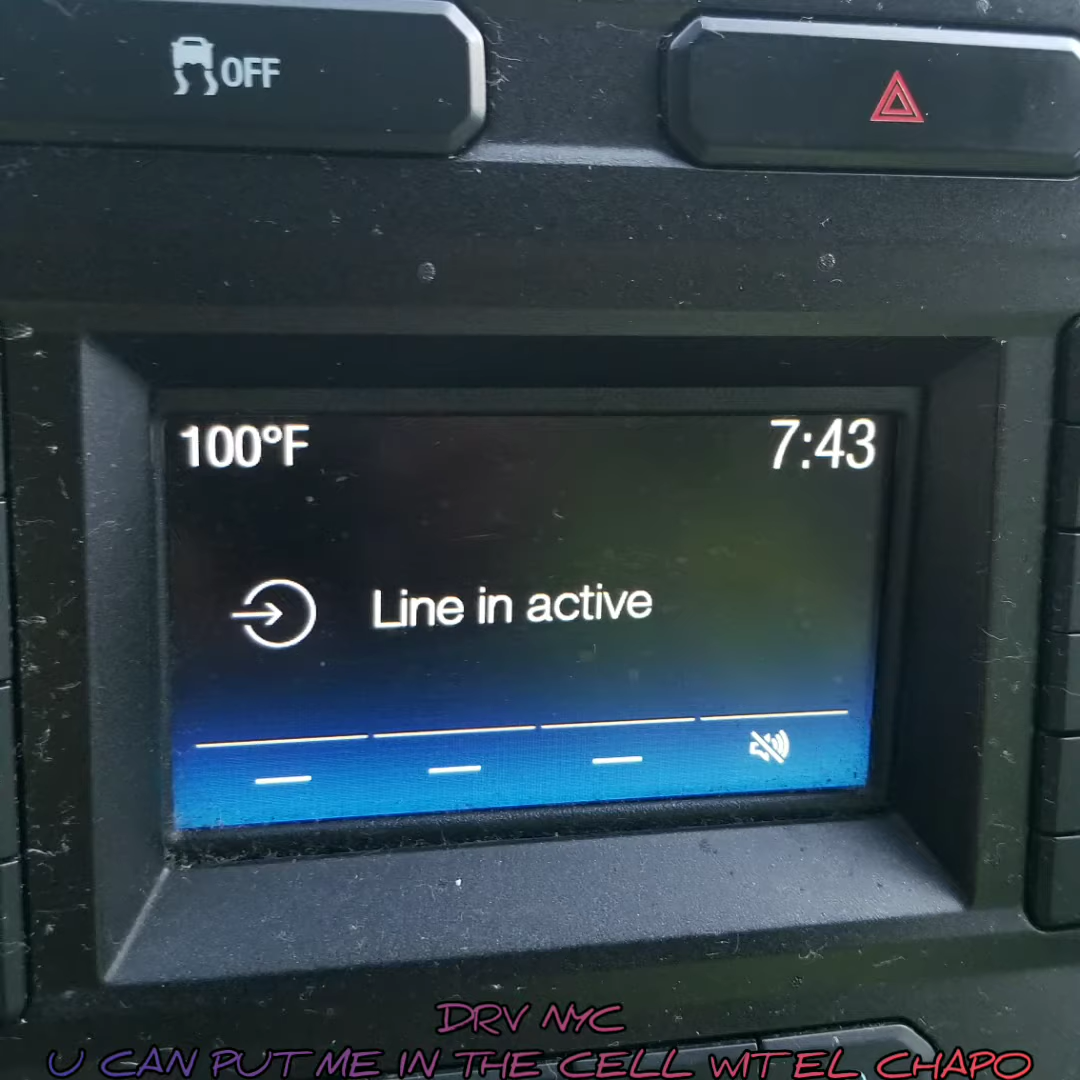 OFF
100°F 7:43
Line in active
DRV NYC
U CAN PUT ME IN THE CELL WIT EL CHAPO